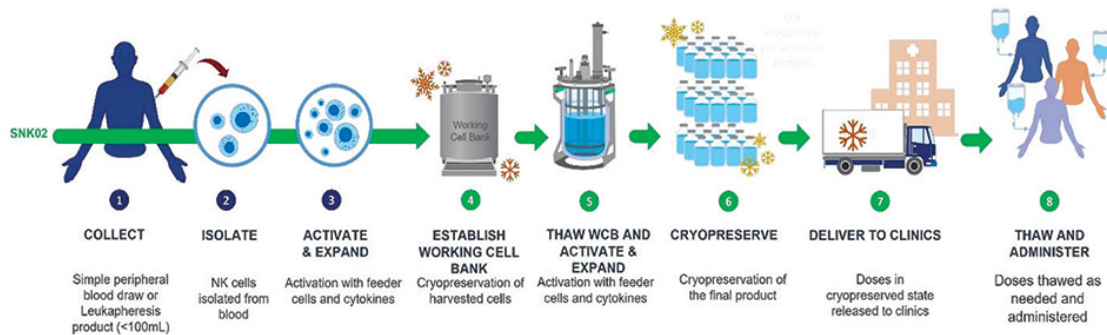 SNK02
Working
Cell Bank
1
2
3
4
5
6
7
8
COLLECT
ISOLATE
ACTIVATE
& EXPAND
ESTABLISH
WORKING CELL
BANK
THAW WCB AND
ACTIVATE &
EXPAND
CRYOPRESERVE
DELIVER TO CLINICS
THAW AND
ADMINISTER
Simple peripheral
blood draw or
Leukapheresis
product (<100mL)
NK cells
isolated from
blood
Activation with feeder
cells and cytokines
Cryopreservation of
harvested cells
Activation with feeder
cells and cytokines
Cryopreservation of
the final product
Doses in
cryopreserved state
released to clinics
Doses thawed as
needed and
administered